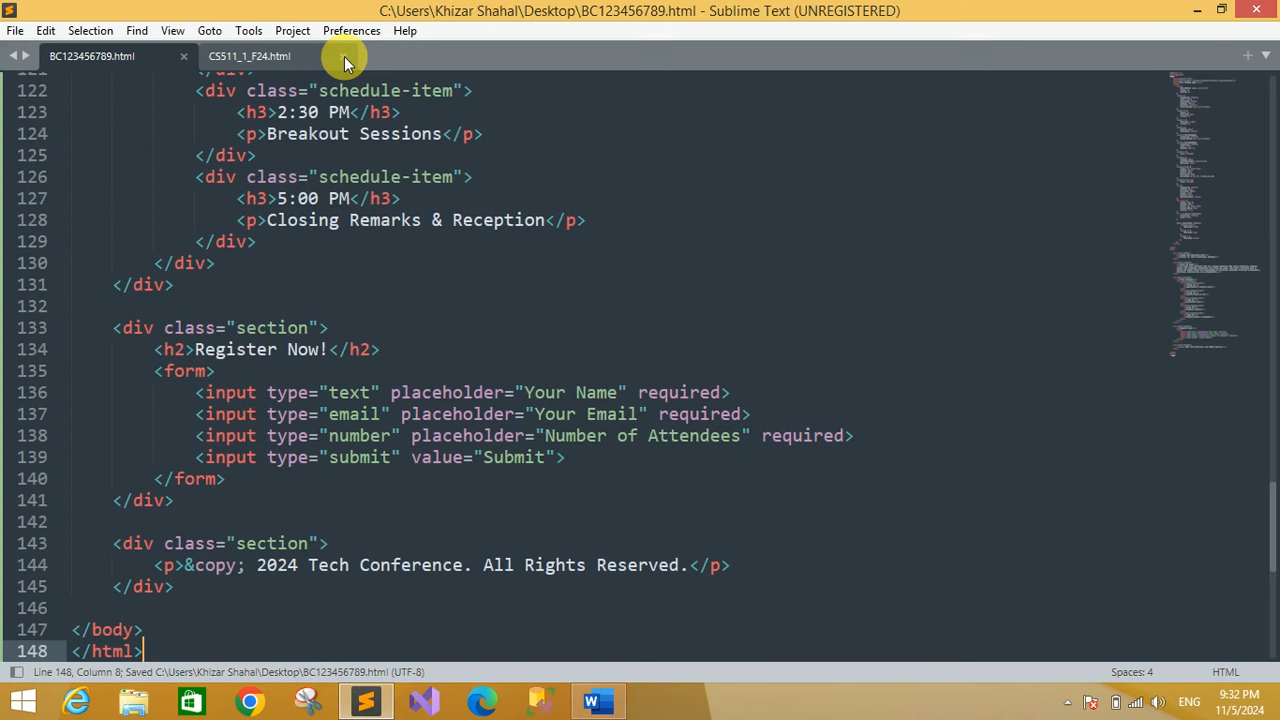 C:\Users\Khizar Shahal\Desktop\BC123456789.html - Sublime Text (UNREGISTERED)
File Edit Selection Find View Goto Tools Project Preferences Help
BC123456789.html CS511_1_F24.html
122 <div class="schedule-item">
123 <h3>2:30 PM</h3>
124 <p>Breakout Sessions</p>
125 </div>
126 <div class="schedule-item">
127 <h3>5:00 PM</h3>
128 <p>Closing Remarks & Reception</p>
129 </div>
130 </div>
131 </div>
132
133 <div class="section">
134 <h2>Register Now!</h2>
135 <form>
136 <input type="text" placeholder="Your Name" required>
137 <input type="email" placeholder="Your Email" required>
138 <input type="number" placeholder="Number of Attendees" required>
139 <input type="submit" value="Submit">
140 </form>
141 </div>
142
143 <div class="section">
144 <p>&copy; 2024 Tech Conference. All Rights Reserved.</p>
145 </div>
146
147 </body>
148 </html>
Line 148, Column 8; Saved C:\Users\Khizar Shahal\Desktop\BC123456789.html (UTF-8) Spaces: 4 HTML
ENG 9:32 PM
11/5/2024